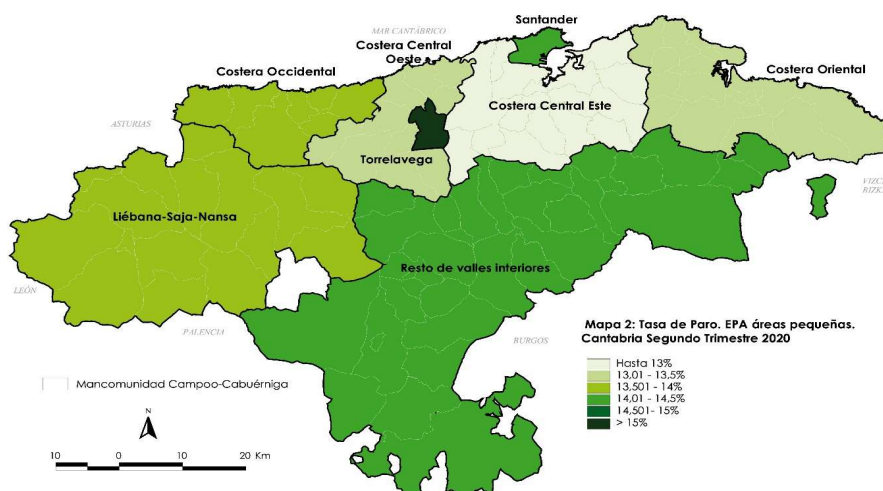 MAR CANTÁBRICO
Santander
Costera Central
Oeste
Costera Occidental
Costera Oriental
Costera Central Este
ASTURIAS
Torrelavega
Liébana-Saja-Nansa
Resto de valles interiores
LEÓN
PALENCIA
BURGOS
Mapa 2: Tasa de Paro. EPA áreas pequeñas.
Cantabria Segundo Trimestre 2020
Hasta 13%
13,01 - 13,5%
13,501 - 14%
14,01 - 14,5%
14,501- 15%
> 15%
Mancomunidad Campoo-Cabuérniga
N
10 0 10 20 Km